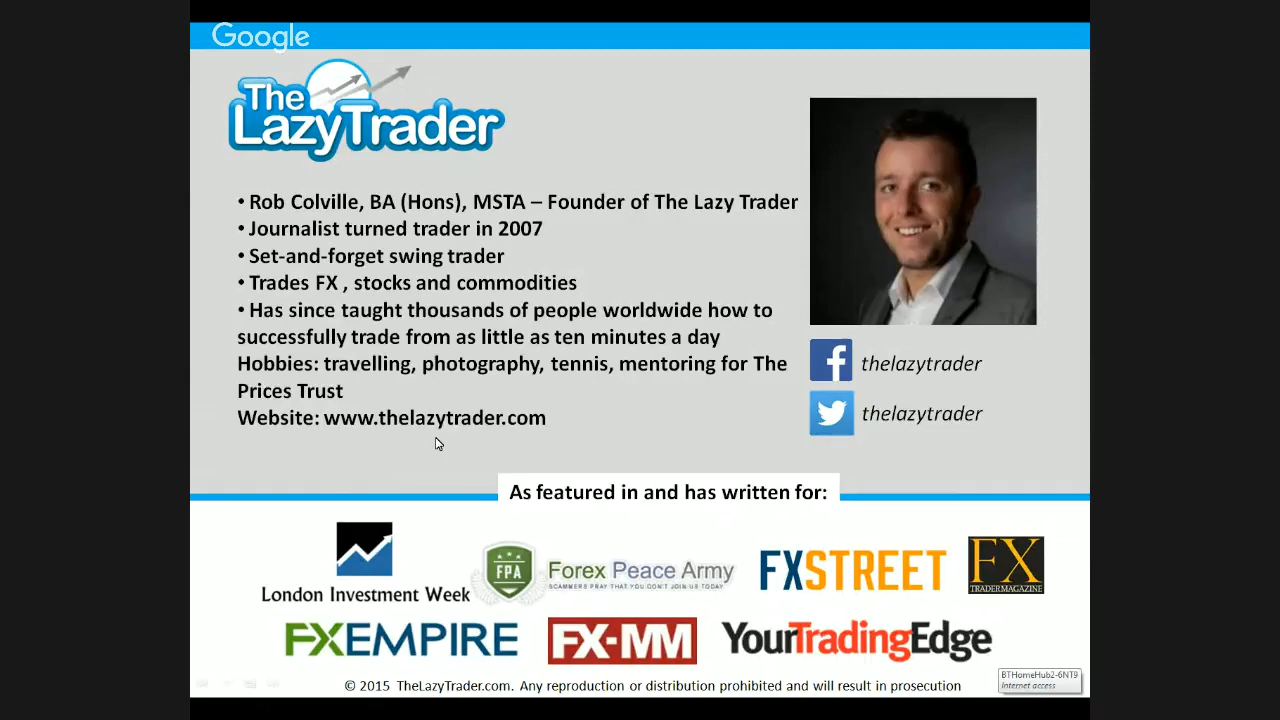 Google
The
LazyTrader
• Rob Colville, BA (Hons), MSTA – Founder of The Lazy Trader
• Journalist turned trader in 2007
• Set-and-forget swing trader
• Trades FX , stocks and commodities
• Has since taught thousands of people worldwide how to
successfully trade from as little as ten minutes a day
Hobbies: travelling, photography, tennis, mentoring for The
Prices Trust
Website: www.thelazytrader.com
thelazytrader
thelazytrader
As featured in and has written for:
London Investment Week
FPA
Forex Peace Army
SCAMMERS PRAY THAT YOU DON'T JOIN US TODAY
FXSTREET
FX
TRADERMAGAZINE
FXEMPIRE
FX-MM
YourTradingEdge
© 2015 TheLazyTrader.com. Any reproduction or distribution prohibited and will result in prosecution
BTHomeHub2-6NT9
Internet access